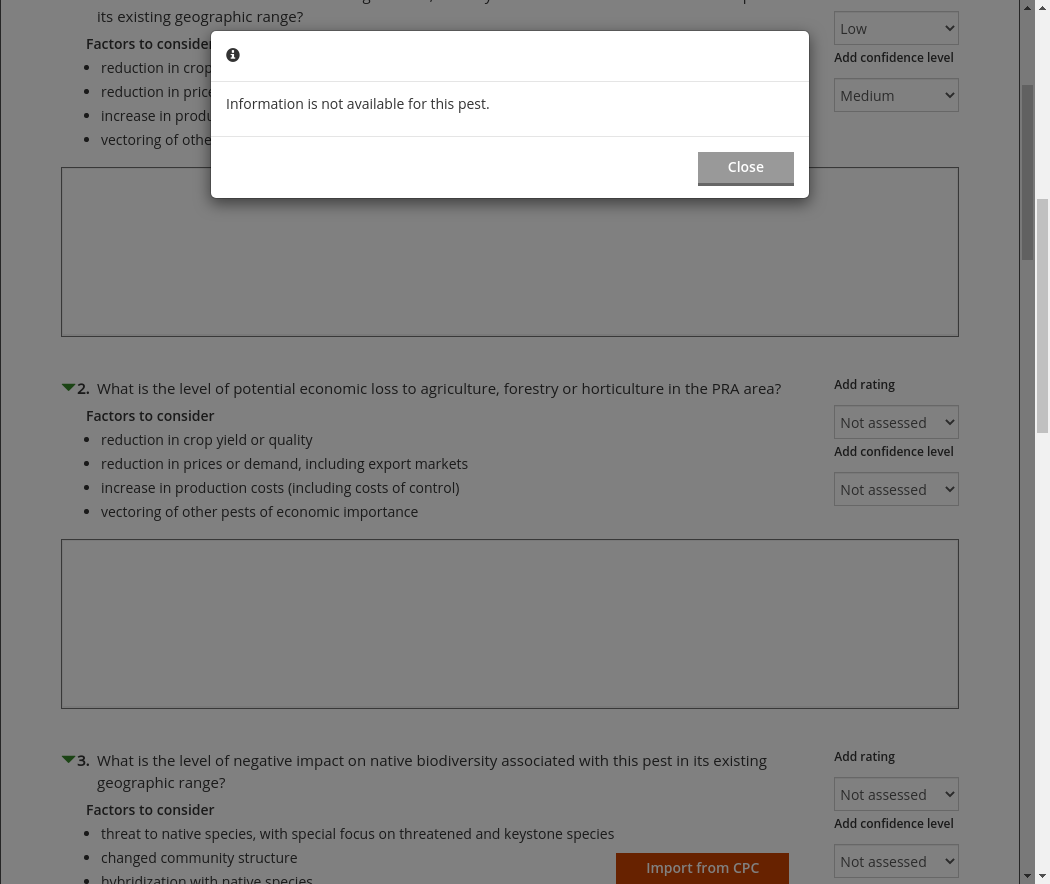 its existing geographic range?
Low
Factors to consider
Add confidence level
reduction in crop
reduction in price
Medium
increase in produ
vectoring of othe
Information is not available for this pest.
Close
2. What is the level of potential economic loss to agriculture, forestry or horticulture in the PRA area?
Add rating
Factors to consider
Not assessed
reduction in crop yield or quality
Add confidence level
reduction in prices or demand, including export markets
increase in production costs (including costs of control)
Not assessed
vectoring of other pests of economic importance
3. What is the level of negative impact on native biodiversity associated with this pest in its existing
geographic range?
Add rating
Not assessed
Factors to consider
Add confidence level
threat to native species, with special focus on threatened and keystone species
changed community structure
Not assessed
Import from CPC
hybridization with native species